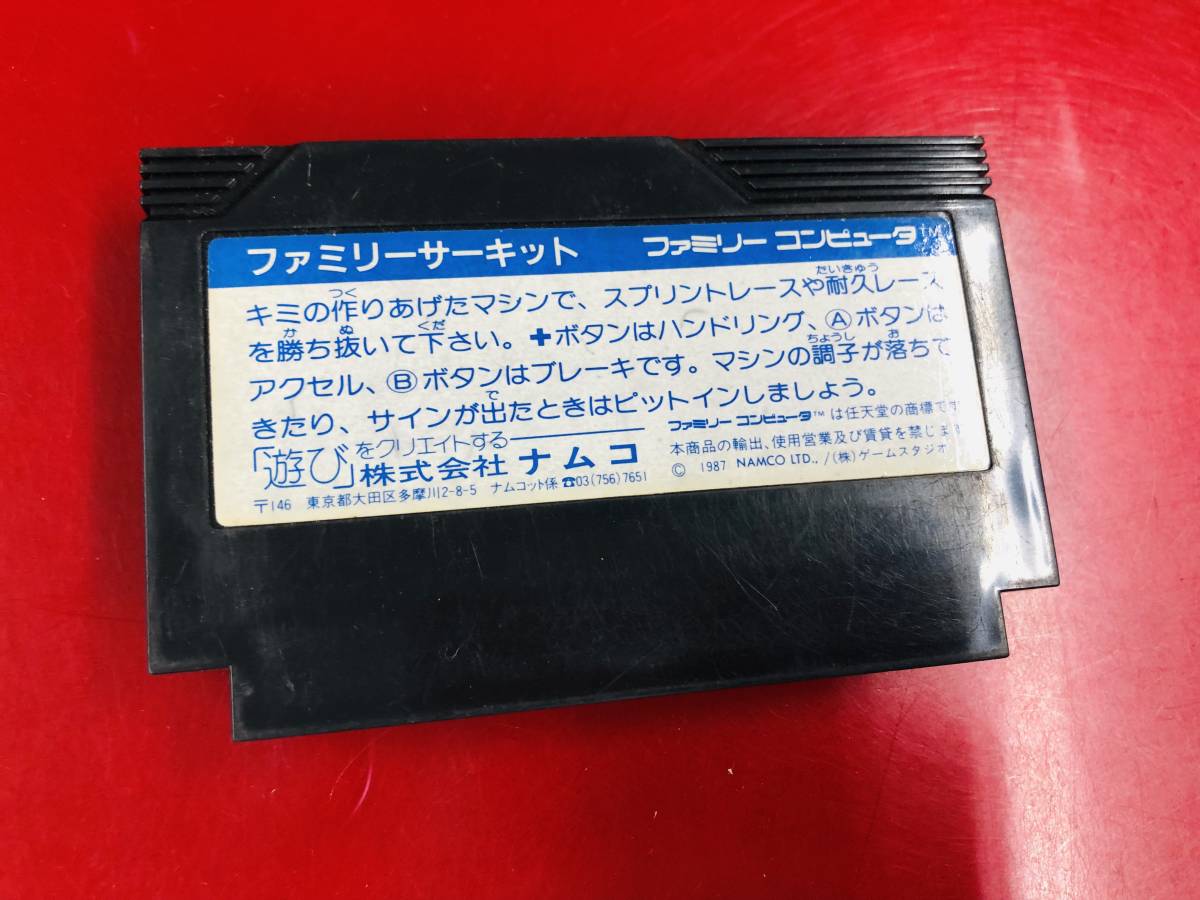 ファミリーサーキット ファミリー コンピュータ™
キミの作りあげたマシンで、スプリントレースや耐久レース
を勝ち抜いて下さい。✚ボタンはハンドリング、Ⓐボタンは
アクセル、Ⓑボタンはブレーキです。マシンの調子が落ちて
きたり、サインが出たときはピットインしましょう。
ファミリー コンピュータ™は任天堂の商標です
本商品の輸出、使用営業及び賃貸を禁じます
© 1987 NAMCO LTD., /(株)ゲームスタジオ
「遊び」をクリエイトする
株式会社 ナムコ
〒146 東京都大田区多摩川2-8-5 ナムコット係☎03(756)7651